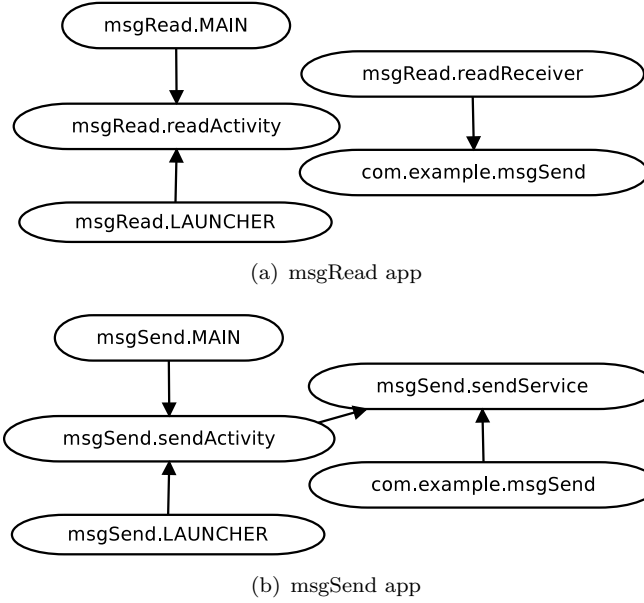 msgRead.MAIN
msgRead.readReceiver
msgRead.readActivity
com.example.msgSend
msgRead.LAUNCHER
(a) msgRead app
msgSend.MAIN
msgSend.sendService
msgSend.sendActivity
com.example.msgSend
msgSend.LAUNCHER
(b) msgSend app